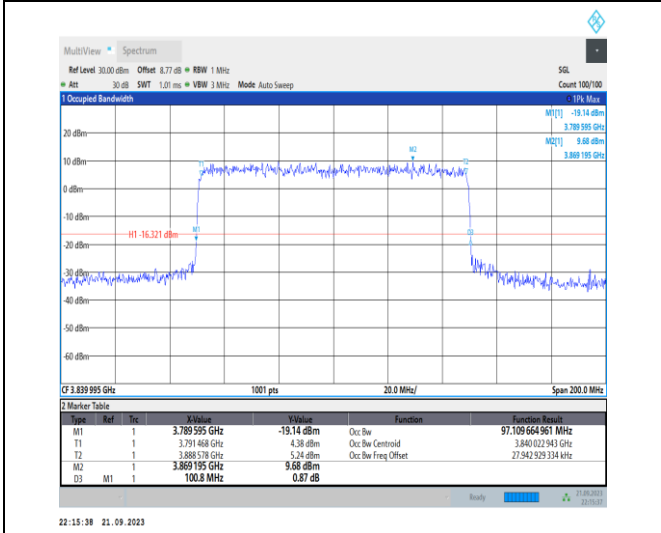 MultiView Spectrum
Ref Level 30.00 dBm Offset 8.77 dB RBW 1 MHz SGL
Att 30 dB SWT 1.01 ms VBW 3 MHz Mode Auto Sweep Count 100/100
1 Occupied Bandwidth 1Pk Max
M1[1] -19.14 dBm
3.789 595 GHz
M2[1] 9.68 dBm
3.869 195 GHz
20 dBm
M2
10 dBm
T1
T2
0 dBm
-10 dBm
H1 -16.321 dBm
M1
D3
-20 dBm
-30 dBm
-40 dBm
-50 dBm
-60 dBm
CF 3.839 995 GHz 1001 pts 20.0 MHz/ Span 200.0 MHz
2 Marker Table
Type Ref Trc X-Value Y-Value Function Function Result
M1 1 3.789 595 GHz -19.14 dBm Occ Bw 97.109 664 961 MHz
T1 1 3.791 468 GHz 4.38 dBm Occ Bw Centroid 3.840 022 943 GHz
T2 1 3.888 578 GHz 5.24 dBm Occ Bw Freq Offset 27.942 929 334 kHz
M2 1 3.869 195 GHz 9.68 dBm
D3 M1 1 100.8 MHz 0.87 dB
Ready 21.09.2023
22:15:37
22:15:38 21.09.2023